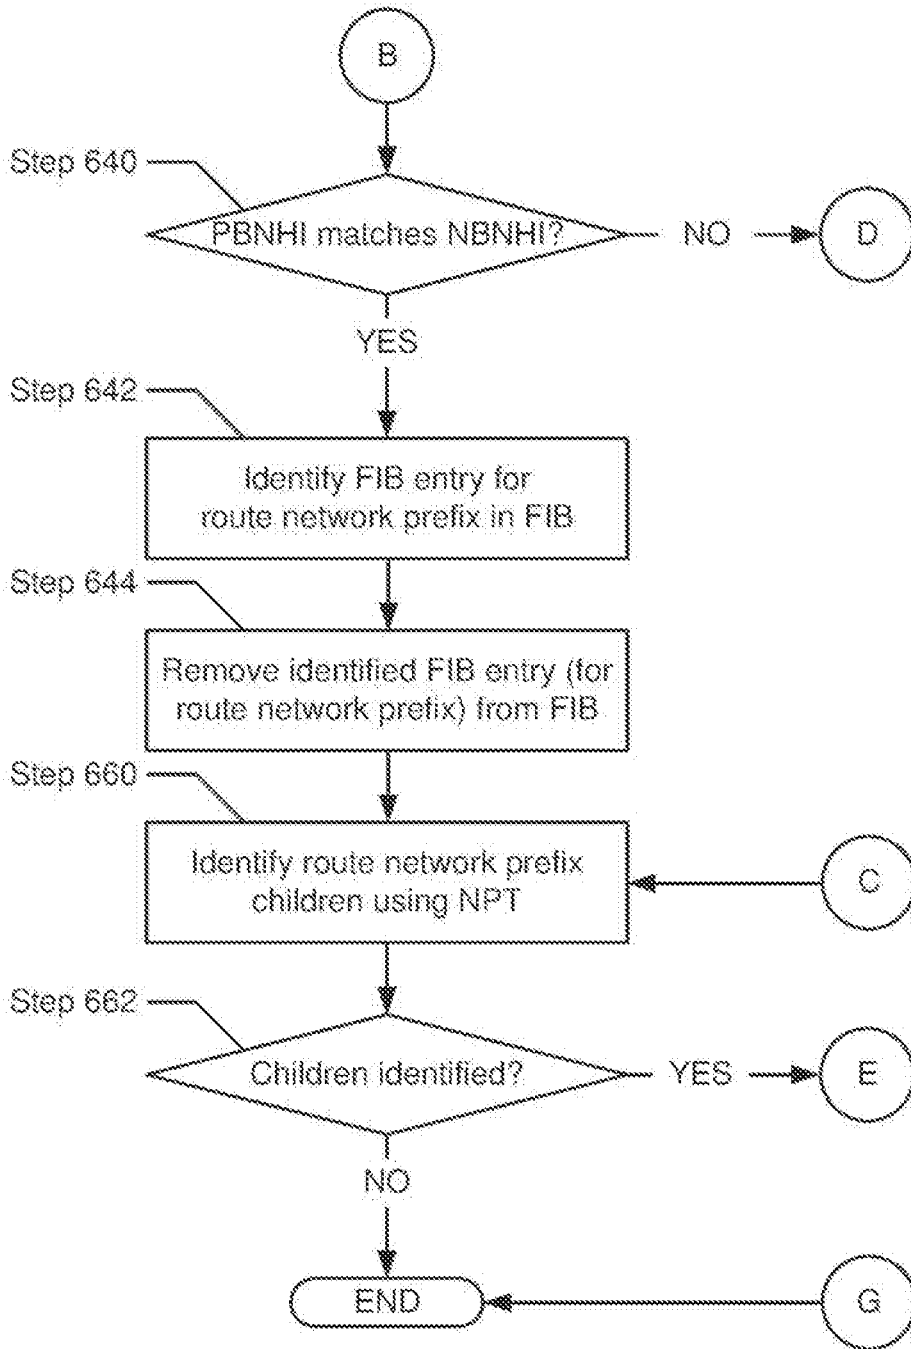 B
Step 640
PBNHI matches NBNHI?
NO
D
YES
Step 642
Identify FIB entry for
route network prefix in FIB
Step 644
Remove identified FIB entry (for
route network prefix) from FIB
Step 660
Identify route network prefix
children using NPT
C
Step 662
Children identified?
YES
E
NO
END
G